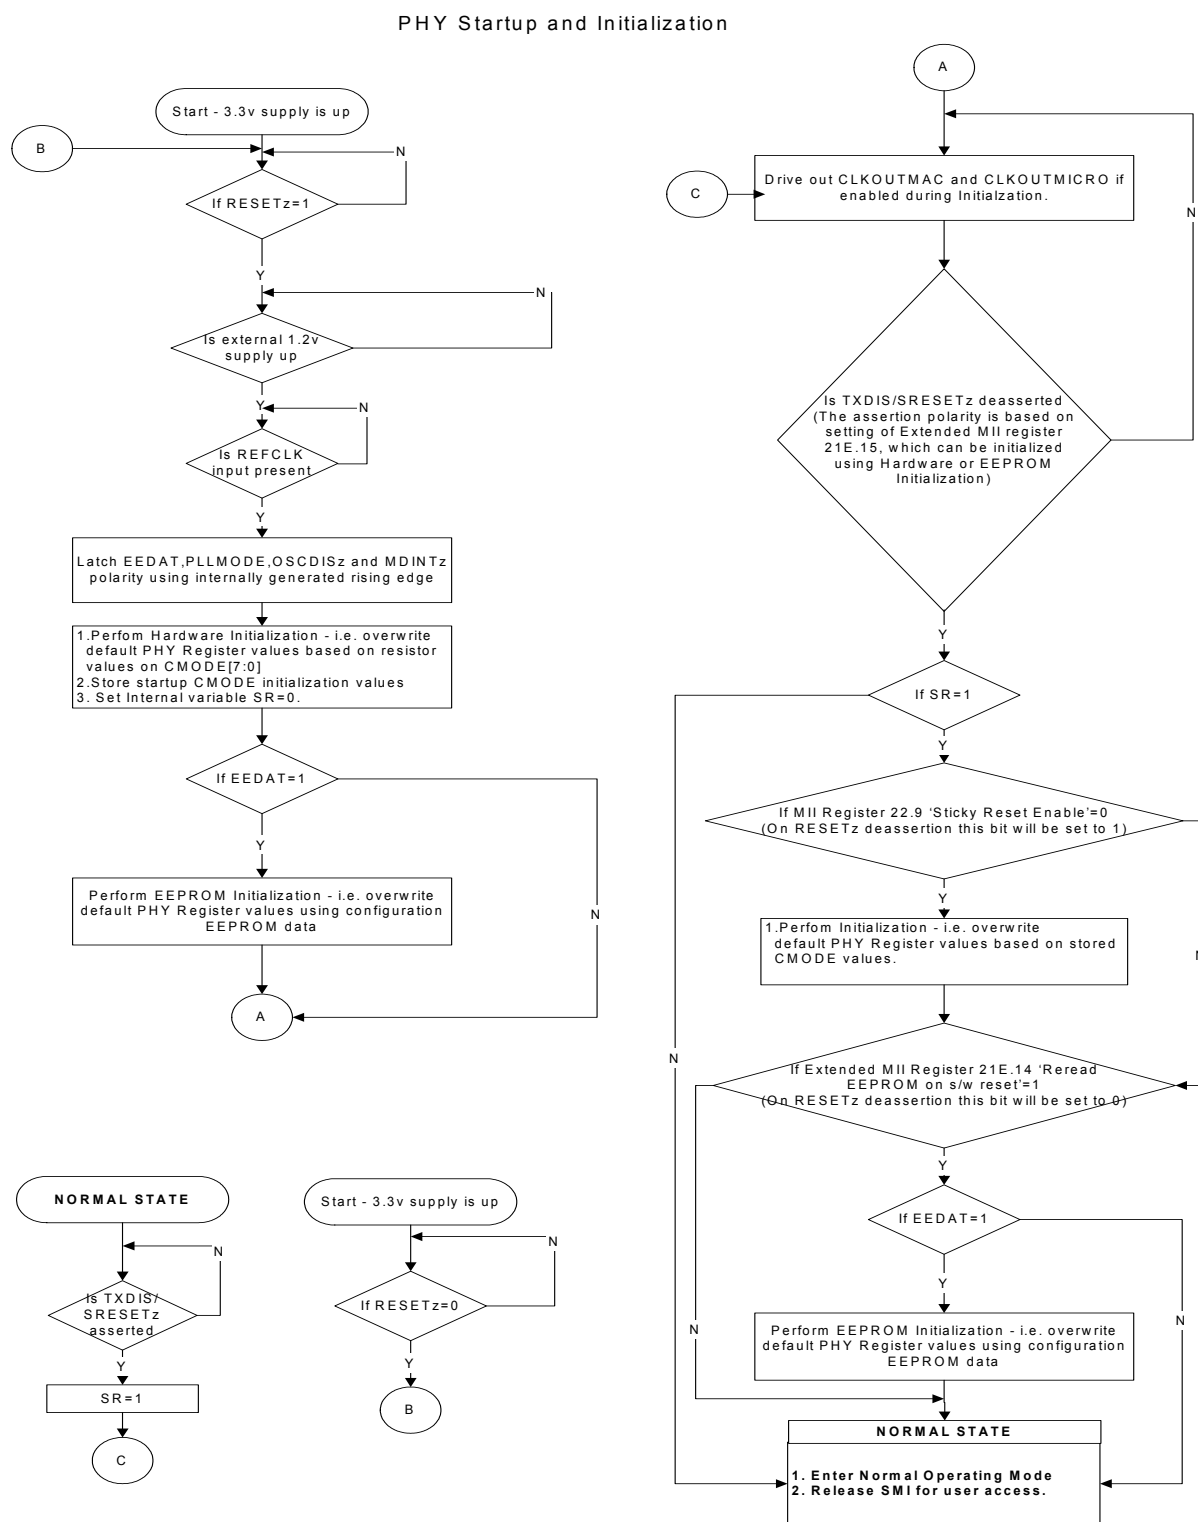 PHY Startup and Initialization
Start - 3.3v supply is up
B
N
If RESETz=1
Y
N
Is external 1.2v
supply up
Y
N
Is REFCLK
input present
Y
Latch EEDAT,PLLMODE,OSCDISz and MDINTz
polarity using internally generated rising edge
1.Perfom Hardware Initialization - i.e. overwrite
default PHY Register values based on resistor
values on CMODE[7:0]
2.Store startup CMODE initialization values
3. Set Internal variable SR=0.
If EEDAT=1
Y
N
Perform EEPROM Initialization - i.e. overwrite
default PHY Register values using configuration
EEPROM data
A
NORMAL STATE
N
Is TXDIS/
SRESETz
asserted
Y
SR=1
C
Start - 3.3v supply is up
N
If RESETz=0
Y
B
A
C
Drive out CLKOUTMAC and CLKOUTMICRO if
enabled during Initialzation.
N
Is TXDIS/SRESETz deasserted
(The assertion polarity is based on
setting of Extended MII register
21E.15, which can be initialized
using Hardware or EEPROM
Initialization)
Y
If SR=1
Y
If MII Register 22.9 ‘Sticky Reset Enable’=0
(On RESETz deassertion this bit will be set to 1)
Y
1.Perfom Initialization - i.e. overwrite
default PHY Register values based on stored
CMODE values.
N
N
If Extended MII Register 21E.14 ‘Reread
EEPROM on s/w reset’=1
(On RESETz deassertion this bit will be set to 0)
Y
If EEDAT=1
Y
N
N
Perform EEPROM Initialization - i.e. overwrite
default PHY Register values using configuration
EEPROM data
NORMAL STATE
1. Enter Normal Operating Mode
2. Release SMI for user access.